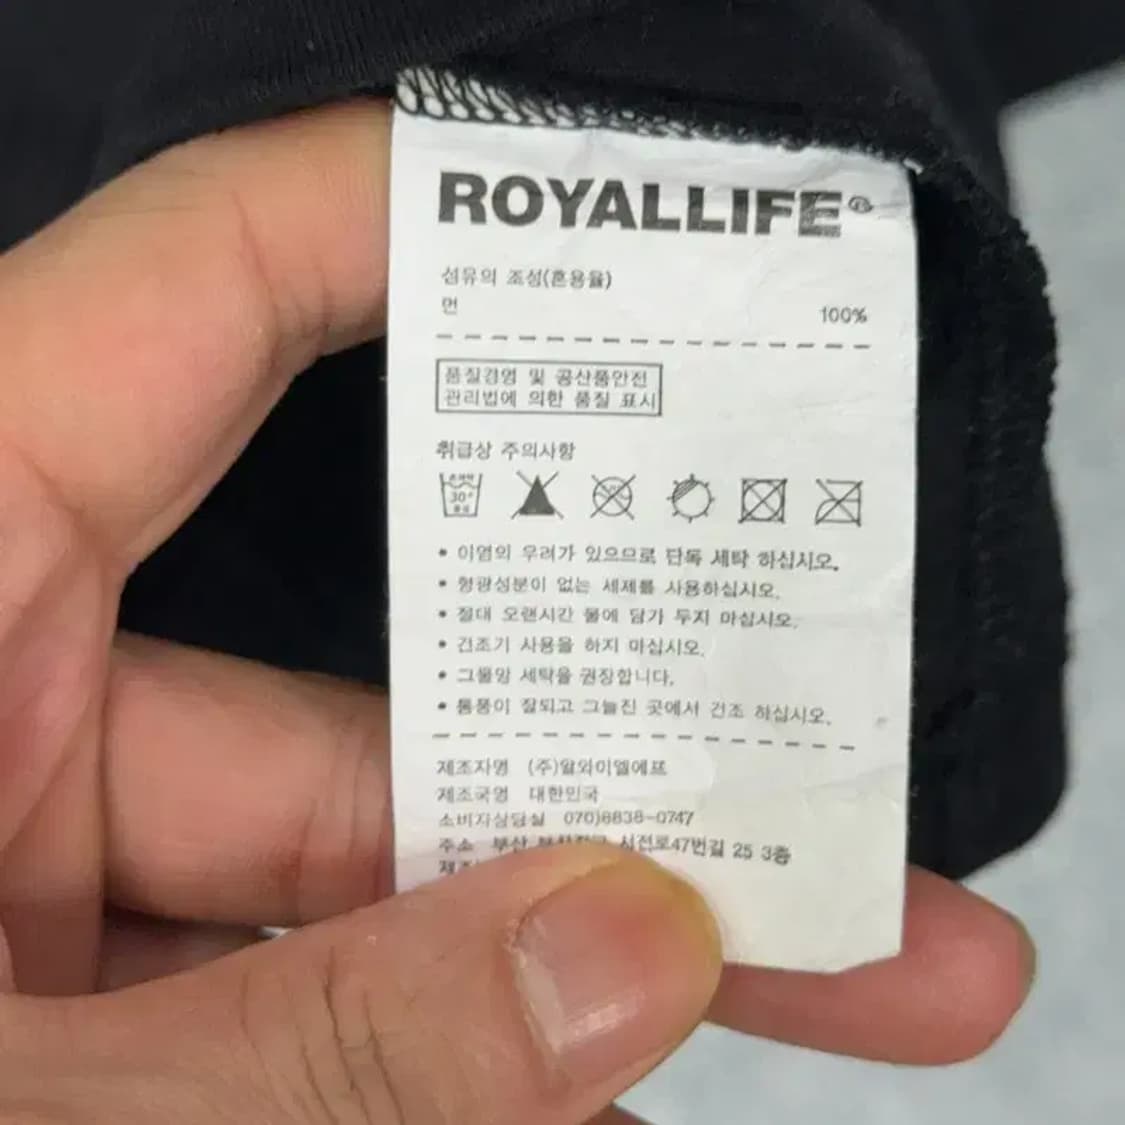 ROYALLIFE®
섬유의 조성(혼용율)
면 100%
품질경영 및 공산품안전
관리법에 의한 품질 표시
취급상 주의사항
손세탁
30°
중성
• 이염의 우려가 있으므로 단독 세탁 하십시오.
• 형광성분이 없는 세제를 사용하십시오.
• 절대 오랜시간 물에 담가 두지 마십시오.
• 건조기 사용을 하지 마십시오.
• 그물망 세탁을 권장합니다.
• 통풍이 잘되고 그늘진 곳에서 건조 하십시오.
제조자명 (주)알와이엘에프
제조국명 대한민국
소비자상담실 070)8838-0747
주소 부산 서전로47번길 25 3층